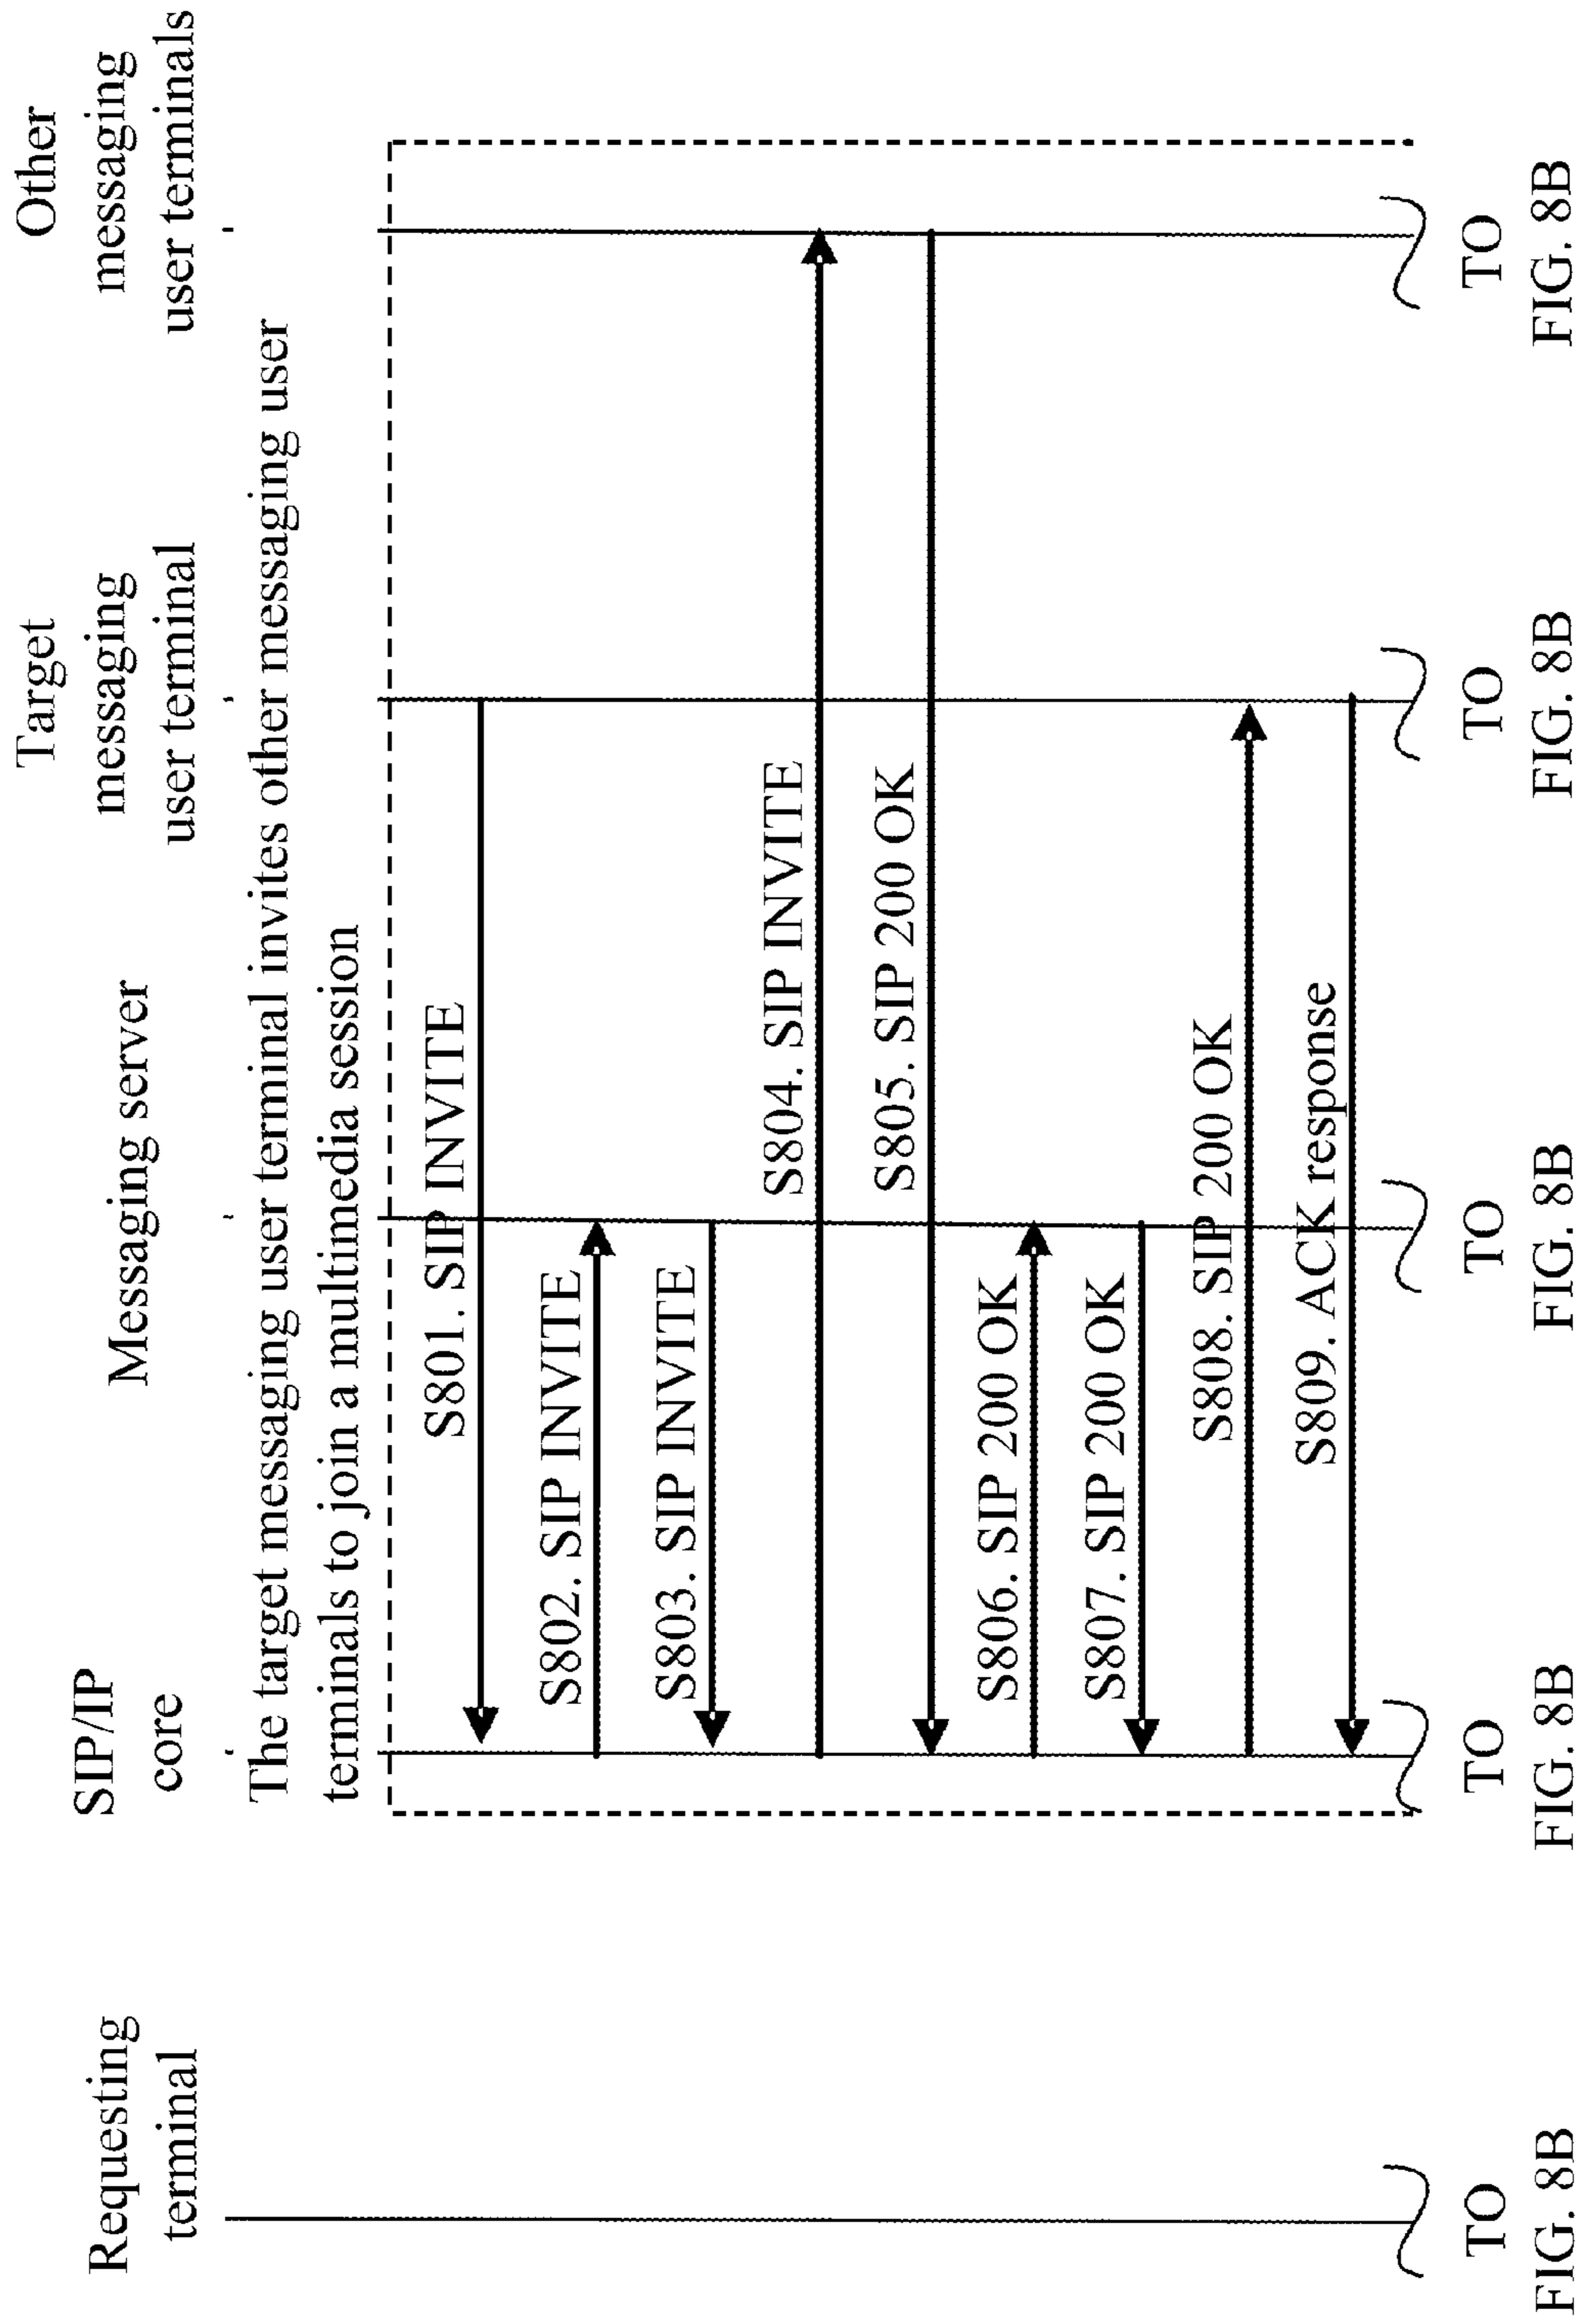 Requesting
terminal
SIP/IP
core
Messaging server
Target
messaging
user terminal
Other
messaging
user terminals
The target messaging user terminal invites other messaging user
terminals to join a multimedia session
S801. SIP INVITE
S802. SIP INVITE
S803. SIP INVITE
S804. SIP INVITE
S805. SIP 200 OK
S806. SIP 200 OK
S807. SIP 200 OK
S808. SIP 200 OK
S809. ACK response
TO
FIG. 8B
TO
FIG. 8B
TO
FIG. 8B
TO
FIG. 8B
TO
FIG. 8B